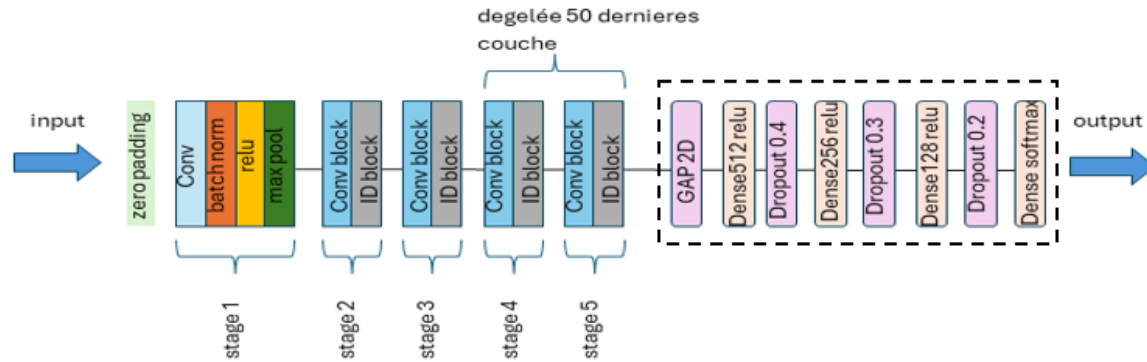 degelée 50 dernieres
couche
input
zero padding
Conv
batch norm
relu
max pool
Conv block
ID block
Conv block
ID block
Conv block
ID block
Conv block
ID block
GAP 2D
Dense512 relu
Dropout 0.4
Dense256 relu
Dropout 0.3
Dense128 relu
Dropout 0.2
Dense softmax
output
stage 1
stage 2
stage 3
stage 4
stage 5